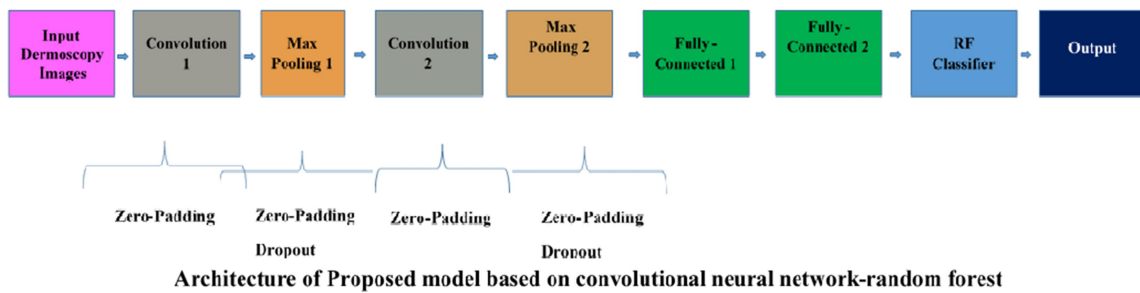 Input
Dermoscopy
Images
Convolution
1
Max
Pooling 1
Convolution
2
Max
Pooling 2
Fully -
Connected 1
Fully -
Connected 2
RF
Classifier
Output
Zero-Padding
Zero-Padding
Dropout
Zero-Padding
Zero-Padding
Dronout
Architecture of Proposed model based on convolutional neural network-random forest